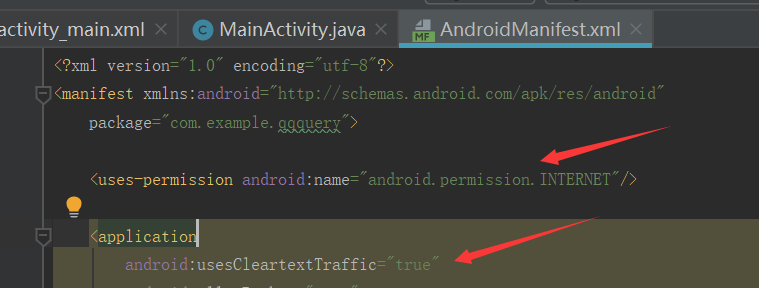 activity_main.xml MainActivity.java AndroidManifest.xml
MF
<?xml version="1.0" encoding="utf-8"?>
<manifest xmlns:android="http://schemas.android.com/apk/res/android"
package="com.example.qqquery">
<uses-permission android:name="android.permission.INTERNET"/>
<application
android:usesCleartextTraffic="true"